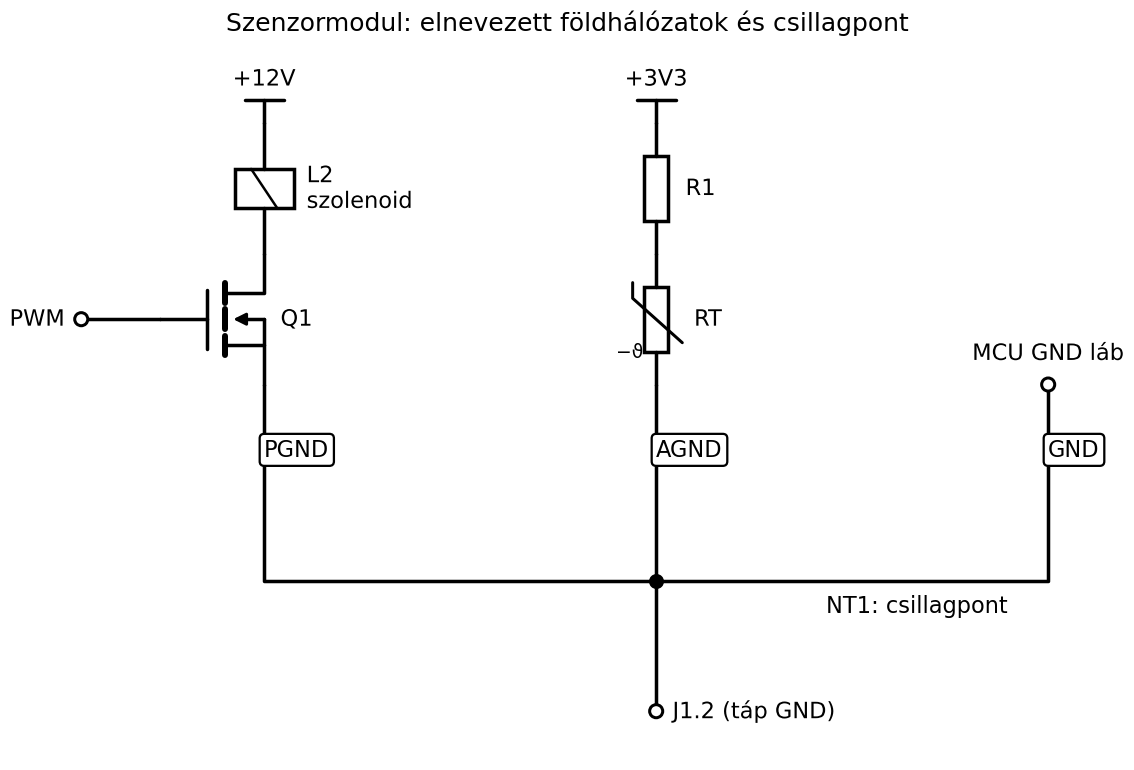 Szenzormodul: elnevezett földhálózatok és csillagpont
+12V
+3V3
L2
szolenoid
R1
PWM
Q1
RT
−ϑ
MCU GND láb
PGND
AGND
GND
NT1: csillagpont
J1.2 (táp GND)